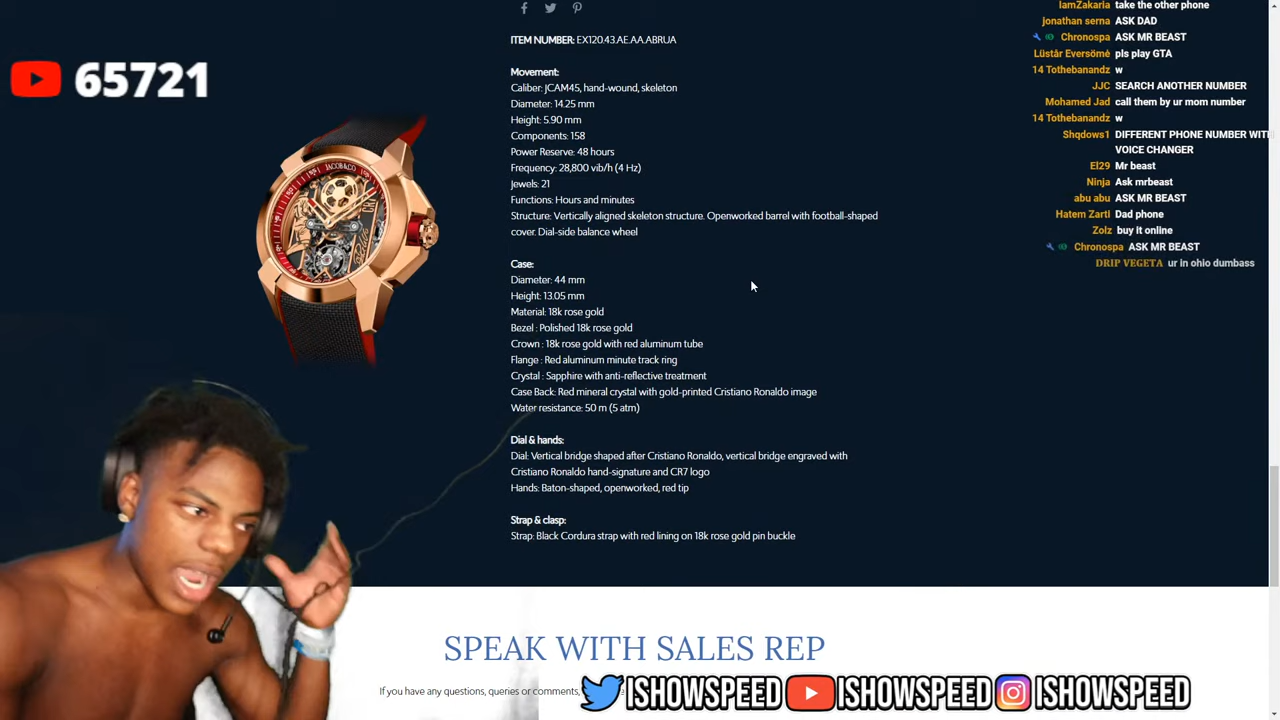 65721
JACOB&CO
CR7
ITEM NUMBER: EX120.43.AE.AA.ABRUA
Movement:
Caliber: JCAM45, hand-wound, skeleton
Diameter: 14.25 mm
Height: 5.90 mm
Components: 158
Power Reserve: 48 hours
Frequency: 28,800 vib/h (4 Hz)
Jewels: 21
Functions: Hours and minutes
Structure: Vertically aligned skeleton structure. Openworked barrel with football-shaped
cover. Dial-side balance wheel
Case:
Diameter: 44 mm
Height: 13.05 mm
Material: 18k rose gold
Bezel : Polished 18k rose gold
Crown : 18k rose gold with red aluminum tube
Flange : Red aluminum minute track ring
Crystal : Sapphire with anti-reflective treatment
Case Back: Red mineral crystal with gold-printed Cristiano Ronaldo image
Water resistance: 50 m (5 atm)
Dial & hands:
Dial: Vertical bridge shaped after Cristiano Ronaldo, vertical bridge engraved with
Cristiano Ronaldo hand-signature and CR7 logo
Hands: Baton-shaped, openworked, red tip
Strap & clasp:
Strap: Black Cordura strap with red lining on 18k rose gold pin buckle
SPEAK WITH SALES REP
If you have any questions, queries or comments,
ISHOWSPEED ISHOWSPEED ISHOWSPEED
IamZakaria take the other phone
jonathan serna ASK DAD
Chronospa ASK MR BEAST
Lüstår Eversömë pls play GTA
14 Tothebanandz w
JJC SEARCH ANOTHER NUMBER
Mohamed Jad call them by ur mom number
14 Tothebanandz w
Shqdows1 DIFFERENT PHONE NUMBER WIT
VOICE CHANGER
El29 Mr beast
Ninja Ask mrbeast
abu abu ASK MR BEAST
Hatem Zarti Dad phone
Zolz buy it online
Chronospa ASK MR BEAST
DRIP VEGETA ur in ohio dumbass